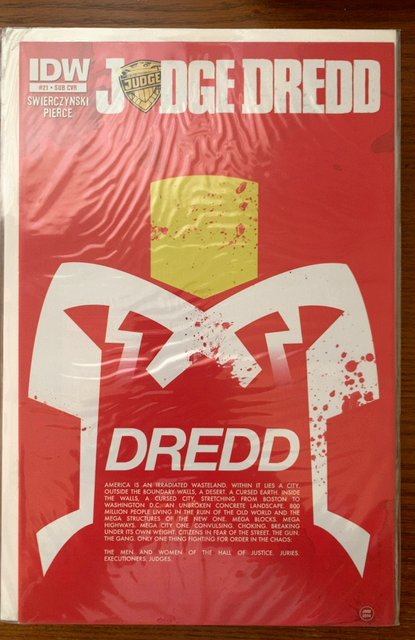 IDW
#21 • SUB CVR
SWIERCZYNSKI
PIERCE
JUDGE DREDD
JUDGE
DREDD
AMERICA IS AN IRRADIATED WASTELAND. WITHIN IT LIES A CITY.
OUTSIDE THE BOUNDARY WALLS, A DESERT. A CURSED EARTH. INSIDE
THE WALLS, A CURSED CITY, STRETCHING FROM BOSTON TO
WASHINGTON D.C. AN UNBROKEN CONCRETE LANDSCAPE. 800
MILLION PEOPLE LIVING IN THE RUIN OF THE OLD WORLD AND THE
MEGA STRUCTURES OF THE NEW ONE. MEGA BLOCKS. MEGA
HIGHWAYS. MEGA CITY ONE. CONVULSING. CHOKING. BREAKING
UNDER ITS OWN WEIGHT. CITIZENS IN FEAR OF THE STREET. THE GUN.
THE GANG. ONLY ONE THING FIGHTING FOR ORDER IN THE CHAOS:
THE MEN AND WOMEN OF THE HALL OF JUSTICE. JURIES.
EXECUTIONERS, JUDGES.
2014